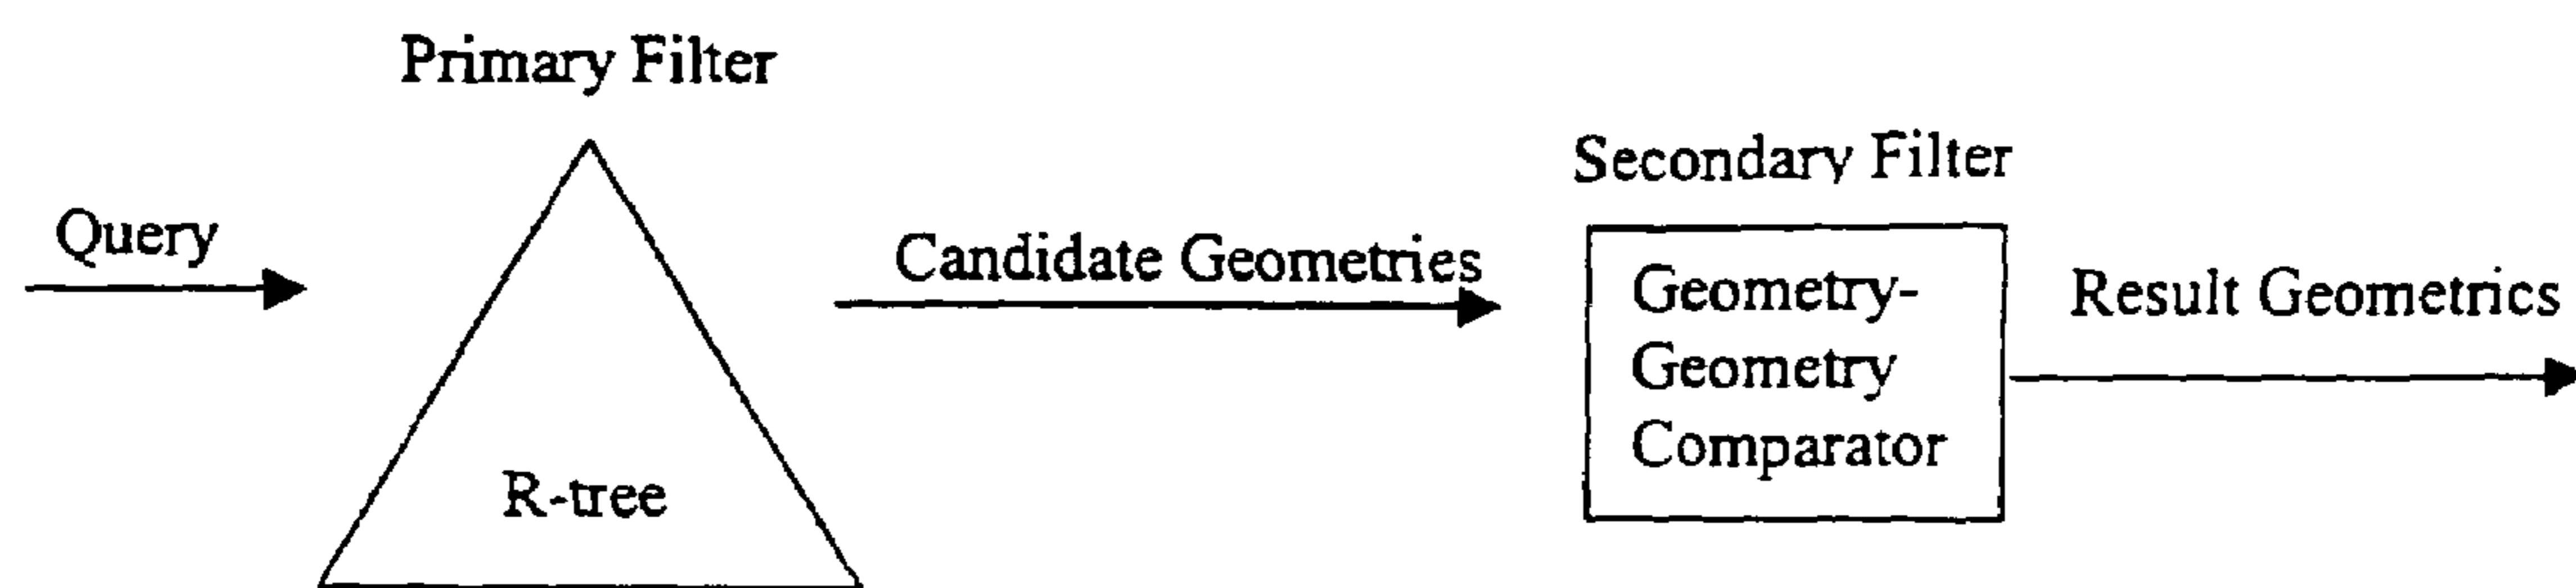 Primary Filter
Query
R-tree
Candidate Geometries
Secondary Filter
Geometry-
Geometry
Comparator
Result Geometrics